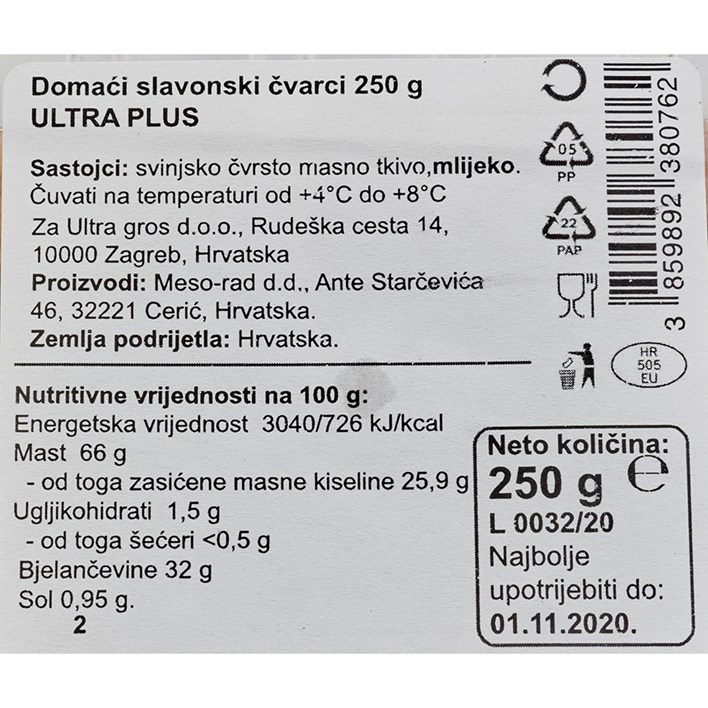 Domaći slavonski čvarci 250 g
ULTRA PLUS
Sastojci: svinjsko čvrsto masno tkivo,mlijeko.
Čuvati na temperaturi od +4°C do +8°C
Za Ultra gros d.o.o., Rudeška cesta 14,
10000 Zagreb, Hrvatska
Proizvodi: Meso-rad d.d., Ante Starčevića
46, 32221 Cerić, Hrvatska.
Zemlja podrijetla: Hrvatska.
05
PP
22
PAP
3 859892 380762
HR
505
EU
Nutritivne vrijednosti na 100 g:
Energetska vrijednost 3040/726 kJ/kcal
Mast 66 g
- od toga zasićene masne kiseline 25,9 g
Ugljikohidrati 1,5 g
- od toga šećeri <0,5 g
Bjelančevine 32 g
Sol 0,95 g.
2
Neto količina:
250 g ℮
L 0032/20
Najbolje
upotrijebiti do:
01.11.2020.